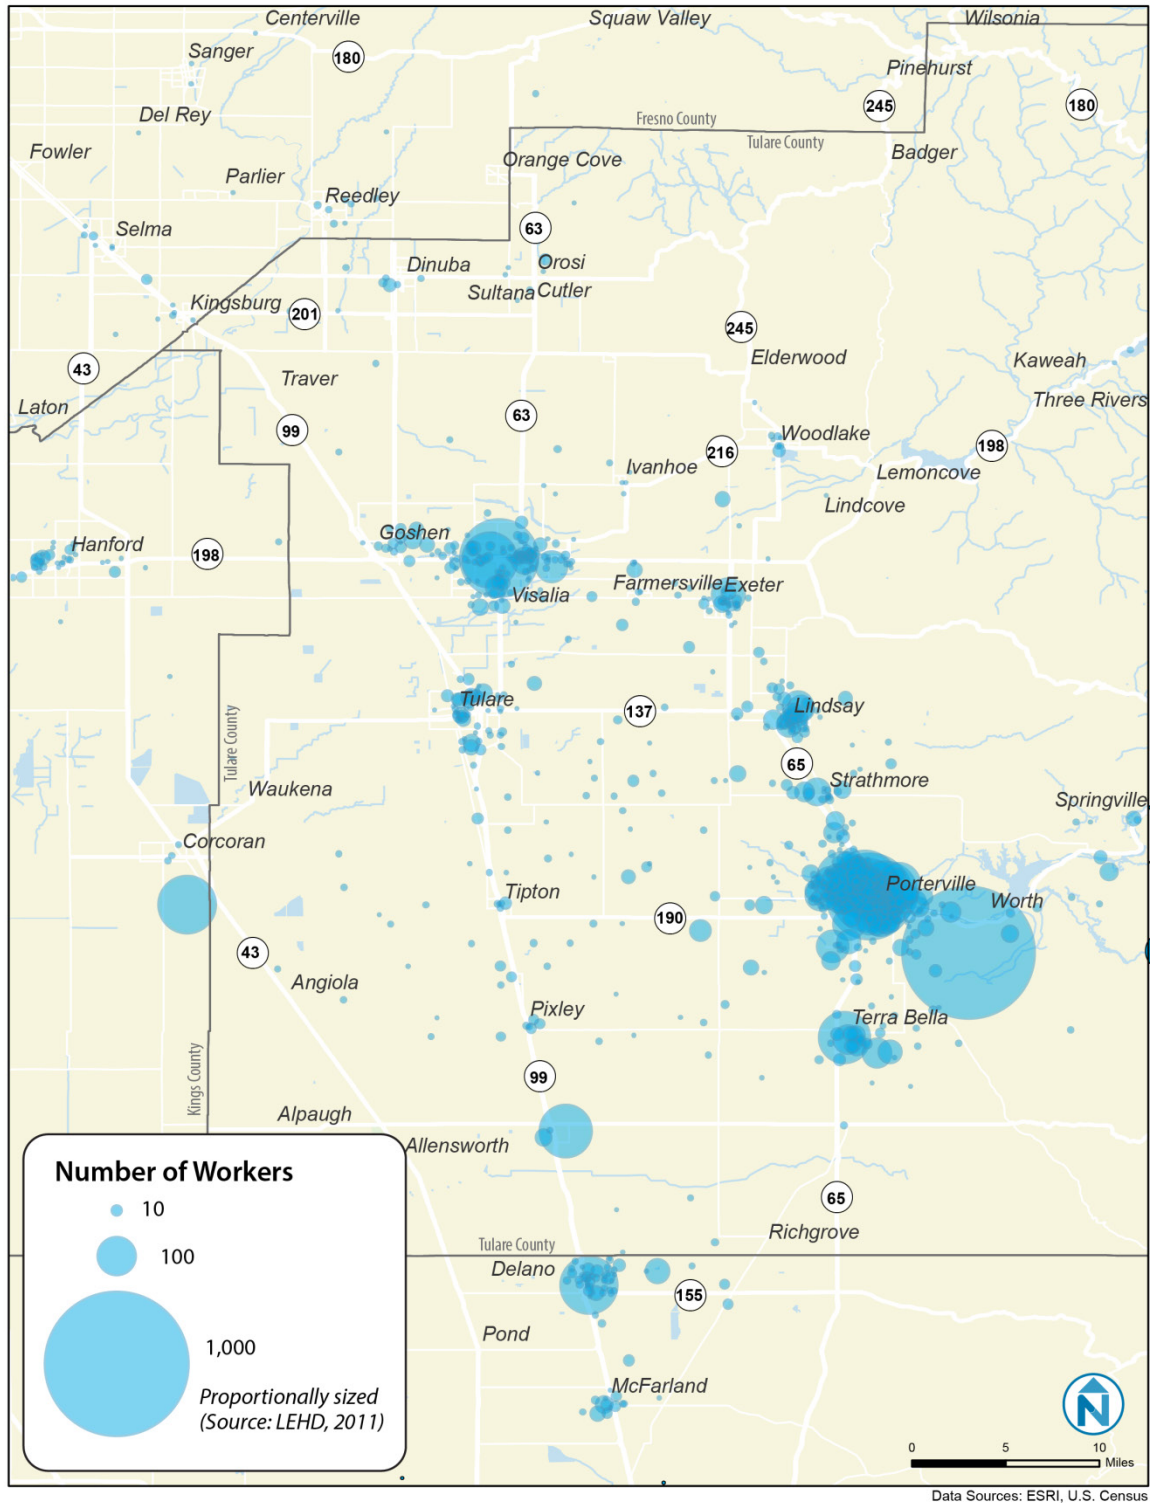 Centerville
Squaw Valley
Wilsonia
Sanger
180
Pinehurst
Del Rey
245
180
Fresno County
Tulare County
Fowler
Orange Cove
Badger
Parlier
Reedley
Selma
63
Dinuba
Orosi
Kingsburg
Sultana
Cutler
201
245
Elderwood
Kaweah
43
Traver
Three Rivers
Laton
63
99
Woodlake
216
198
Ivanhoe
Lemoncove
Lindcove
Goshen
Hanford
198
Farmersville
Exeter
Visalia
Tulare
137
Lindsay
Tulare County
65
Strathmore
Waukena
Springville
Corcoran
Porterville
Tipton
Worth
190
43
Angiola
Pixley
Terra Bella
Kings County
99
Alpaugh
Allensworth
65
Richgrove
Tulare County
Delano
155
Pond
McFarland
Number of Workers
10
100
1,000
Proportionally sized
(Source: LEHD, 2011)
N
0 5 10
Miles
Data Sources: ESRI, U.S. Census